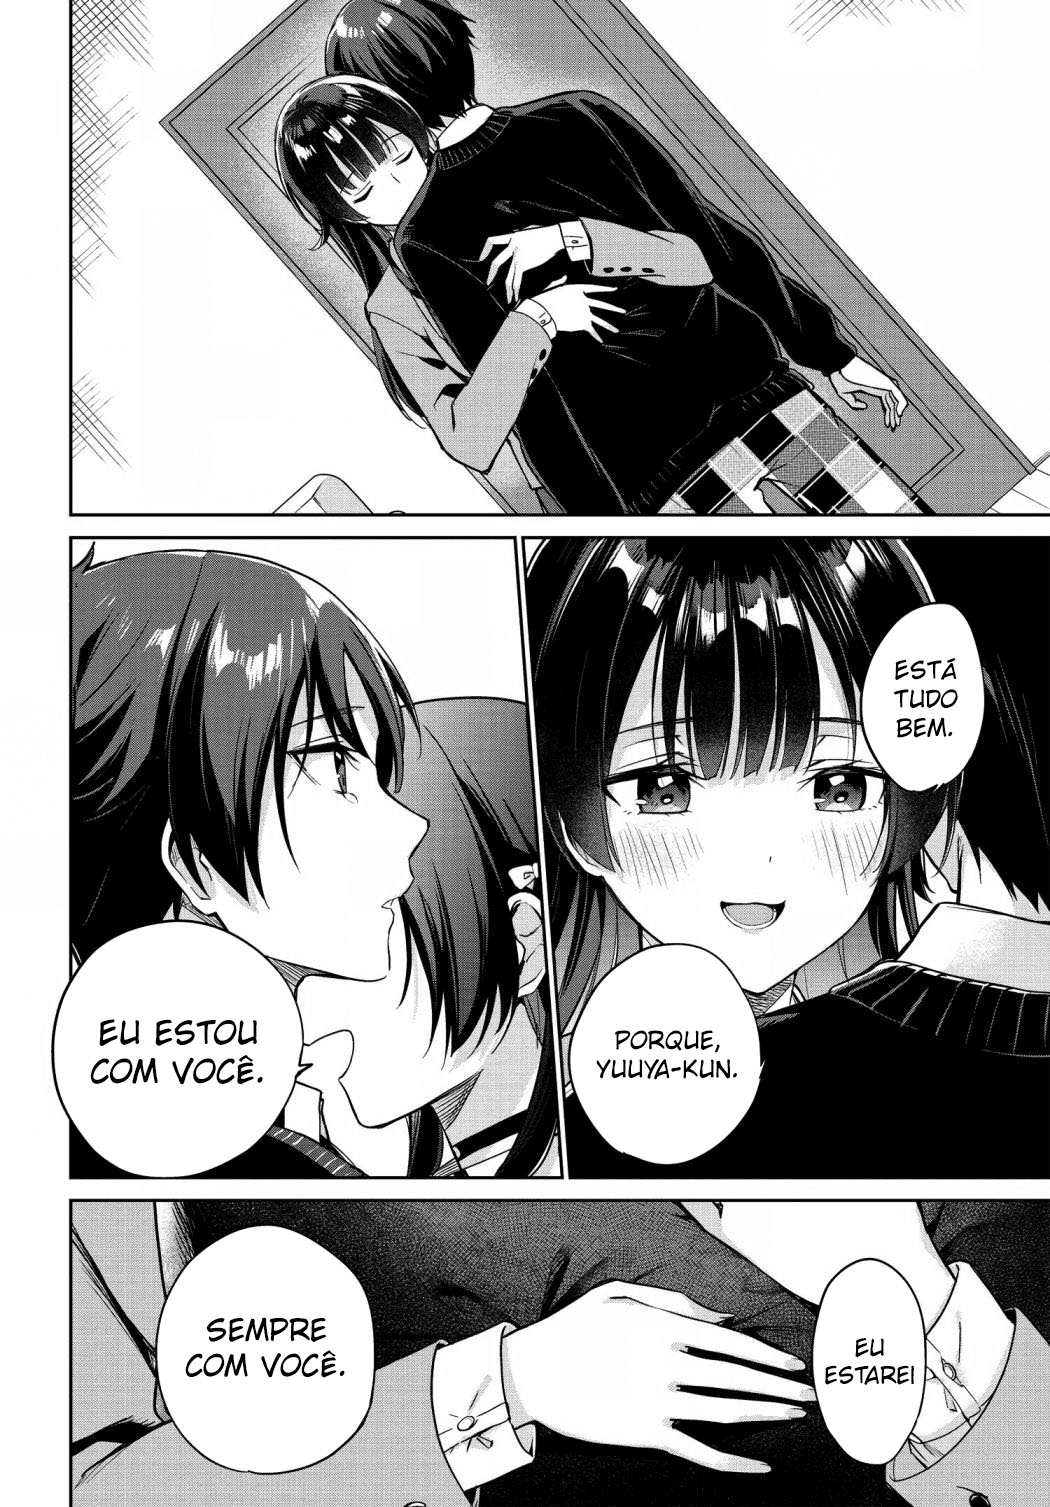 ESTÁ
TUDO
BEM.
PORQUE,
YUUYA-KUN.
EU ESTOU
COM VOCÊ.
EU
ESTAREI
SEMPRE
COM VOCÊ.